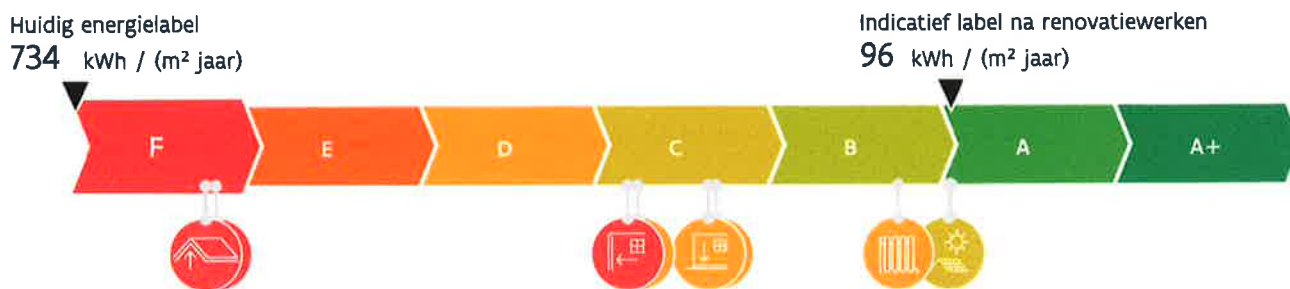 Huidig energielabel
734 kWh / (m² jaar)
Indicatief label na renovatiewerken
96 kWh / (m² jaar)
F E D C B A A+